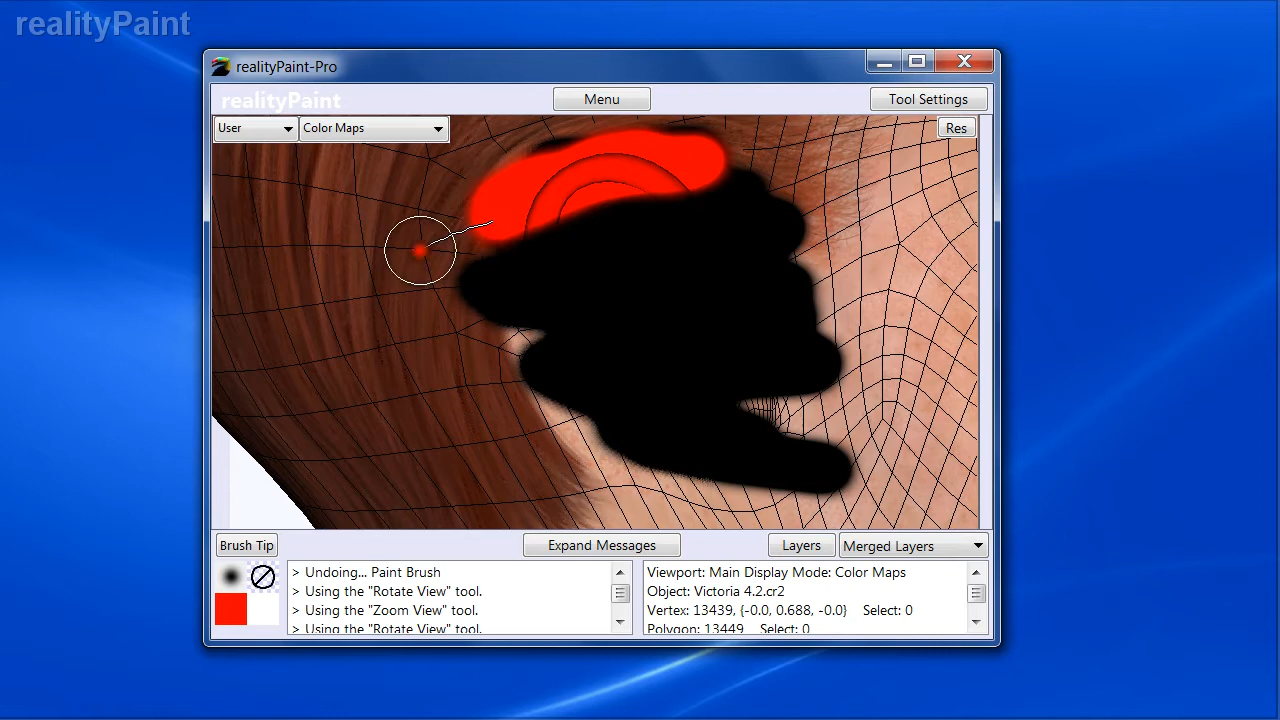 realityPaint
realityPaint-Pro
realityPaint
Menu
Tool Settings
User
Color Maps
Res
Brush Tip
Expand Messages
Layers
Merged Layers
> Undoing... Paint Brush
> Using the "Rotate View" tool.
> Using the "Zoom View" tool.
> Using the "Rotate View" tool.
Viewport: Main Display Mode: Color Maps
Object: Victoria 4.2.cr2
Vertex: 13439, {-0.0, 0.688, -0.0} Select: 0
Polygon: 13449 Select: 0